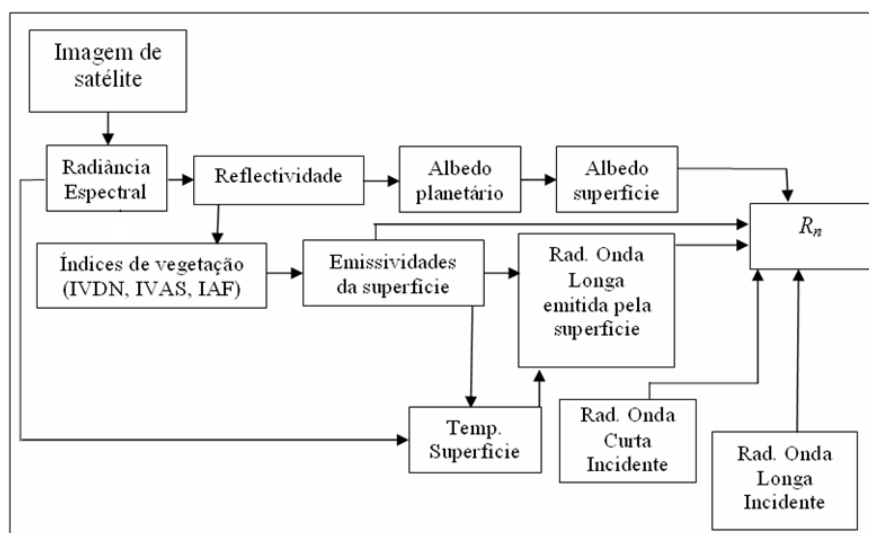 Imagem de
satélite
Radiância
Espectral
Reflectividade
Albedo
planetário
Albedo
superfície
Rn
Índices de vegetação
(IVDN, IVAS, IAF)
Emissividades
da superfície
Rad. Onda
Longa
emitida pela
superfície
Temp.
Superfície
Rad. Onda
Curta
Incidente
Rad. Onda
Longa
Incidente